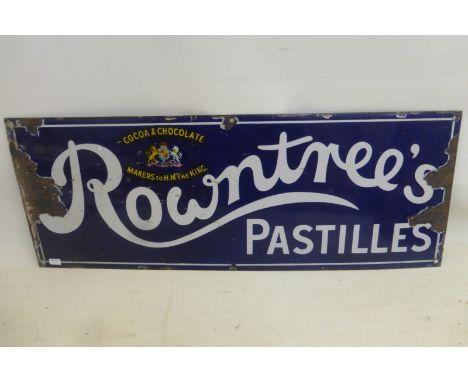 COCOA & CHOCOLATE
MAKERS TO H.M. THE KING.
Rowntree's
PASTILLES